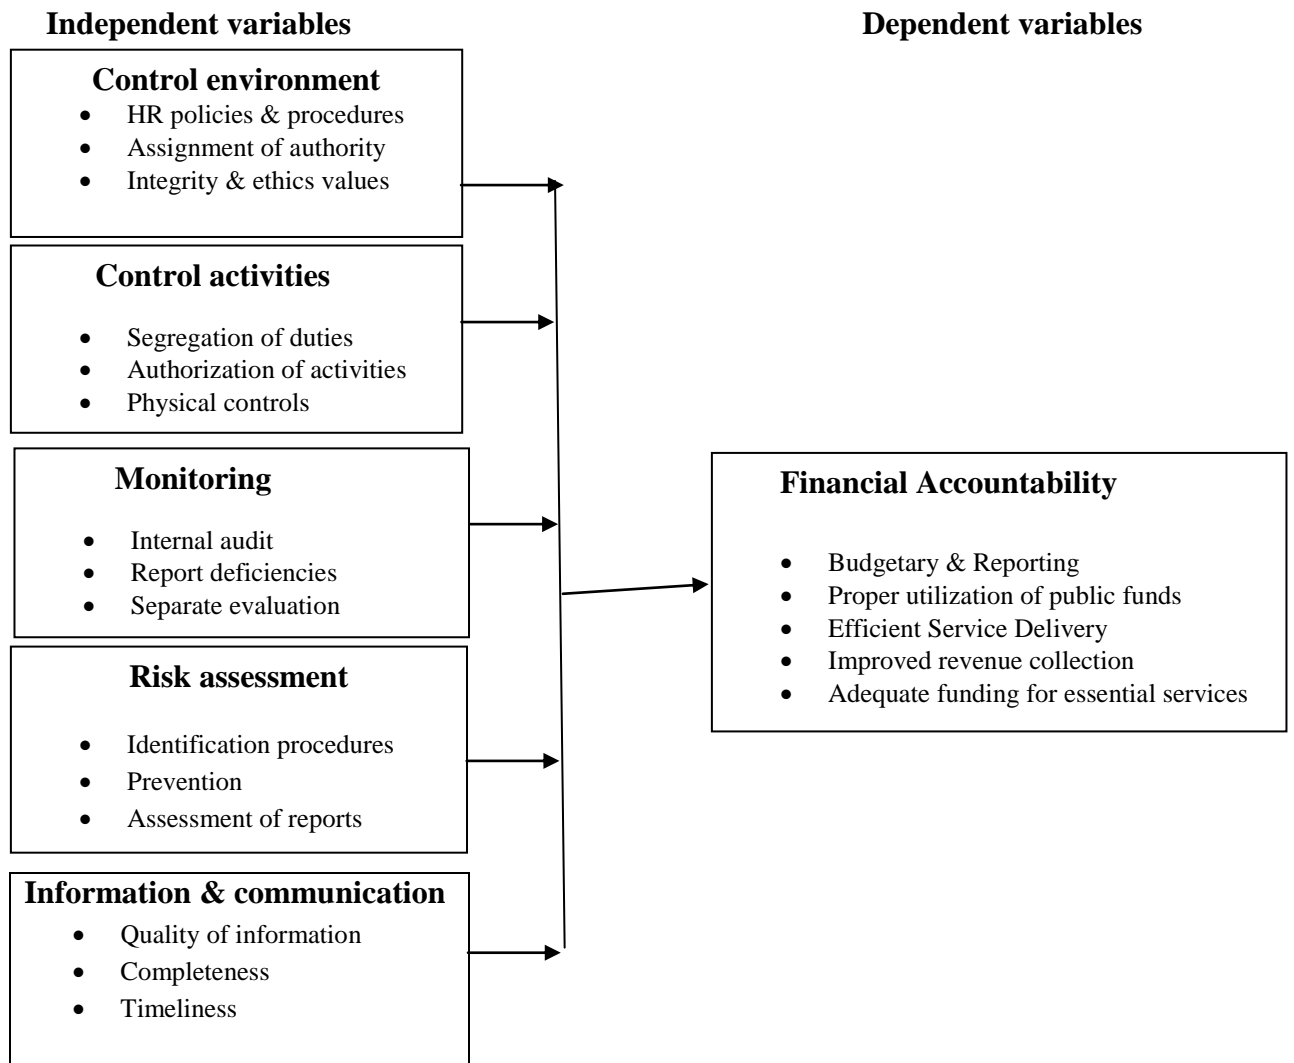 Independent variables
Dependent variables
Control environment
• HR policies & procedures
• Assignment of authority
• Integrity & ethics values
Control activities
• Segregation of duties
• Authorization of activities
• Physical controls
Monitoring
• Internal audit
• Report deficiencies
• Separate evaluation
Risk assessment
• Identification procedures
• Prevention
• Assessment of reports
Information & communication
• Quality of information
• Completeness
• Timeliness
Financial Accountability
• Budgetary & Reporting
• Proper utilization of public funds
• Efficient Service Delivery
• Improved revenue collection
• Adequate funding for essential services